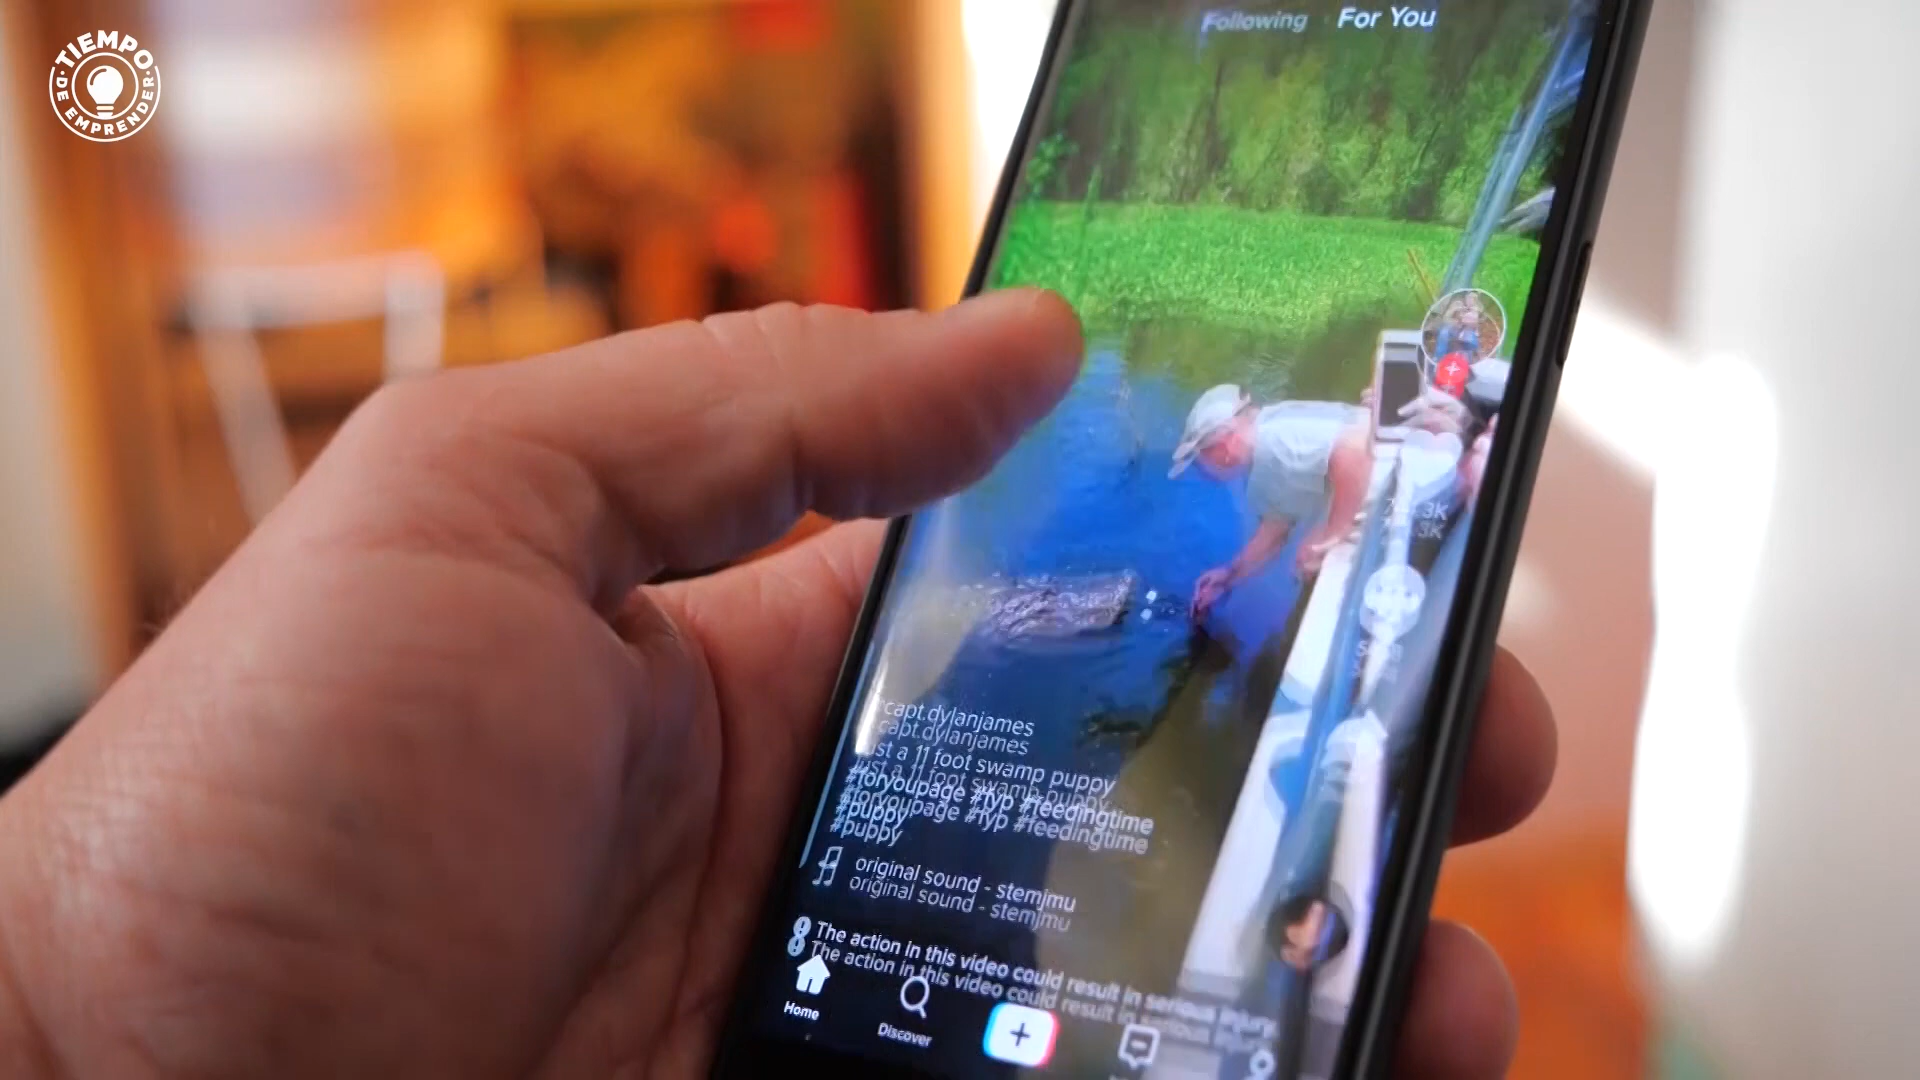 TIEMPO
DE EMPRENDER
Following
For You
3K
3K
capt.dylanjames
capt.dylanjames
Just a 11 foot swamp puppy
Just a 11 foot swamp puppy
#foryoupage #fyp #feedingtime
#foryoupage #fyp #feedingtime
#puppy
#puppy
original sound - stemjmu
original sound - stemjmu
The action in this video could result in serious injury.
The action in this video could result in serious injury.
Home
Discover